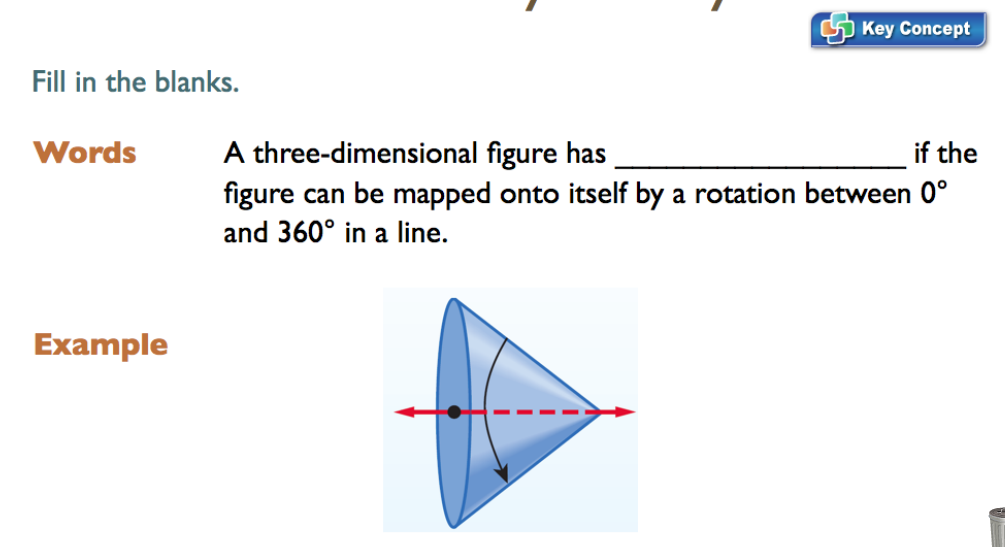 Key Concept
Fill in the blanks.
Words
A three-dimensional figure has ____________________ if the
figure can be mapped onto itself by a rotation between 0°
and 360° in a line.
Example